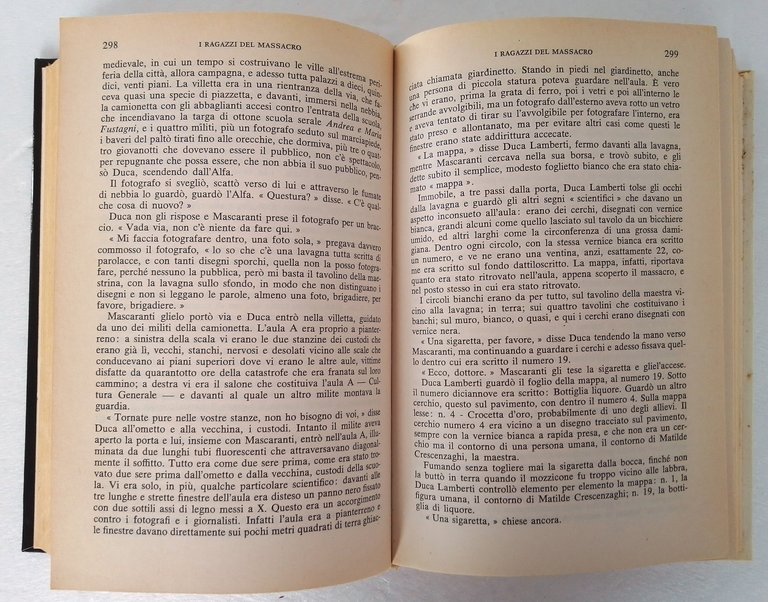 298
I RAGAZZI DEL MASSACRO
medievale, in cui un tempo si costruivano le ville all'estrema peri-
feria della città, allora campagna, e adesso tutta palazzi a dieci, quin-
dici, venti piani. La villetta era in una rientranza della via, che fa-
ceva quasi una specie di piazzetta, e davanti, immersi nella nebbia,
la camionetta con gli abbaglianti accesi contro l'entrata della scuola,
che incendiavano la targa di ottone scuola serale Andrea e Maria
Fustagni, e i quattro militi, più un fotografo seduto sul marciapiede,
i baveri del paltò tirati fino alle orecchie, che dormiva, più tre o quat-
tro giovanotti che dovevano essere il pubblico, non c'è spettacolo,
per repugnante che possa essere, che non abbia il suo pubblico, pen-
sò Duca, scendendo dall'Alfa.
Il fotografo si svegliò, scattò verso di lui e attraverso le fumate
di nebbia lo guardò, guardò l'Alfa. « Questura? » disse. « C'è qual-
che cosa di nuovo? »
Duca non gli rispose e Mascaranti prese il fotografo per un brac-
cio. « Vada via, non c'è niente da fare qui. »
« Mi faccia fotografare dentro, una foto sola, » pregava davvero
commosso il fotografo, « lo so che c'è una lavagna tutta scritta di
parolacce, e con tanti disegni sporchi, quella non la posso fotogra-
fare, perché nessuno la pubblica, però mi basta il tavolino della mae-
strina, con la lavagna sullo sfondo, in modo che non distinguano i
disegni e non si leggano le parole, almeno una foto, brigadiere, per
favore, brigadiere. »
Mascaranti glielo portò via e Duca entrò nella villetta, guidato
da uno dei militi della camionetta. L'aula A era proprio a pianter-
reno: a sinistra della scala vi erano le due stanzine dei custodi che
erano già lì, vecchi, stanchi, nervosi e desolati vicino alle scale che
conducevano ai piani superiori dove vi erano le altre aule, vittime
disfatte da quarantotto ore della catastrofe che era franata sul loro
cammino; a destra vi era il salone che costituiva l'aula A — Cul-
tura Generale — e davanti al quale un altro milite montava la
guardia.
« Tornate pure nelle vostre stanze, non ho bisogno di voi, » disse
Duca all'ometto e alla vecchina, i custodi. Intanto il milite aveva
aperto la porta e lui, insieme con Mascaranti, entrò nell'aula A, illu-
minata da due lunghi tubi fluorescenti che attraversavano diagonal-
mente il soffitto. Tutto era come due sere prima, come era stato tro-
vato due sere prima dall'ometto e dalla vecchina, custodi della scuo-
la. Vi era solo, in più, qualche particolare scientifico: davanti alle
tre lunghe e strette finestre dell'aula era disteso un panno nero fissato
con due sottili assi di legno messi a X. Questo era un accorgimento
contro i fotografi e i giornalisti. Infatti l'aula era a pianterreno e
le finestre davano direttamente sui pochi metri quadrati di terra ghiac-
I RAGAZZI DEL MASSACRO
299
ciata chiamata giardinetto. Stando in piedi nel giardinetto, anche
una persona di piccola statura poteva guardare nell'aula. È vero
che vi erano, prima la grata di ferro, poi i vetri e poi all'interno le
serrande avvolgibili, ma un fotografo dall'esterno aveva rotto un vetro
e aveva tentato di tirar su l'avvolgibile per fotografare l'interno, era
stato preso e allontanato, ma per evitare altri casi come questi le
finestre erano state addirittura accecate.
« La mappa, » disse Duca Lamberti, fermo davanti alla lavagna,
mentre Mascaranti cercava nella sua borsa, e trovò subito, e gli
dette subito il semplice, modesto foglietto bianco che era stato chia-
mato « mappa ».
Immobile, a tre passi dalla porta, Duca Lamberti tolse gli occhi
dalla lavagna e guardò gli altri segni « scientifici » che davano un
aspetto inconsueto all'aula: erano dei cerchi, disegnati con vernice
bianca, grandi alcuni come quello lasciato sul tavolo da un bicchiere
umido, ed altri larghi come la circonferenza di una grossa dami-
giana. Dentro ogni circolo, con la stessa vernice bianca era scritto
un numero, e ve ne erano una ventina, anzi, esattamente 22, co-
me era scritto sul fondo dattiloscritto. La mappa, infatti, riportava
quanto era stato ritrovato nell'aula, appena scoperto il massacro, e
nel posto stesso in cui era stato ritrovato.
I circoli bianchi erano da per tutto, sul tavolino della maestra vi-
cino alla lavagna; in terra; sui quattro tavolini che costituivano i
banchi; sul muro, bianco, o quasi, e qui i cerchi erano disegnati con
vernice nera.
« Una sigaretta, per favore, » disse Duca tendendo la mano verso
Mascaranti, ma continuando a guardare i cerchi e adesso fissava quel-
lo dentro cui era scritto il numero 19.
« Ecco, dottore. » Mascaranti gli tese la sigaretta e gliel'accese.
Duca Lamberti guardò il foglio della mappa, al numero 19. Sotto
il numero diciannove era scritto: Bottiglia liquore. Guardò un altro
cerchio, questo sul pavimento, con dentro il numero 4. Sulla mappa
lesse: n. 4 - Crocetta d'oro, probabilmente di uno degli allievi. Il
cerchio numero 4 era vicino a un disegno tracciato sul pavimento,
sempre con la vernice bianca a rapida presa, e che non era un cer-
chio ma il contorno di una persona umana, il contorno di Matilde
Crescenzaghi, la maestra.
Fumando senza togliere mai la sigaretta dalla bocca, finché non
la buttò in terra quando il mozzicone fu troppo vicino alle labbra,
Duca Lamberti controllò elemento per elemento la mappa: n. 1, la
figura umana, il contorno di Matilde Crescenzaghi; n. 19, la botti-
glia di liquore.
« Una sigaretta, » chiese ancora.